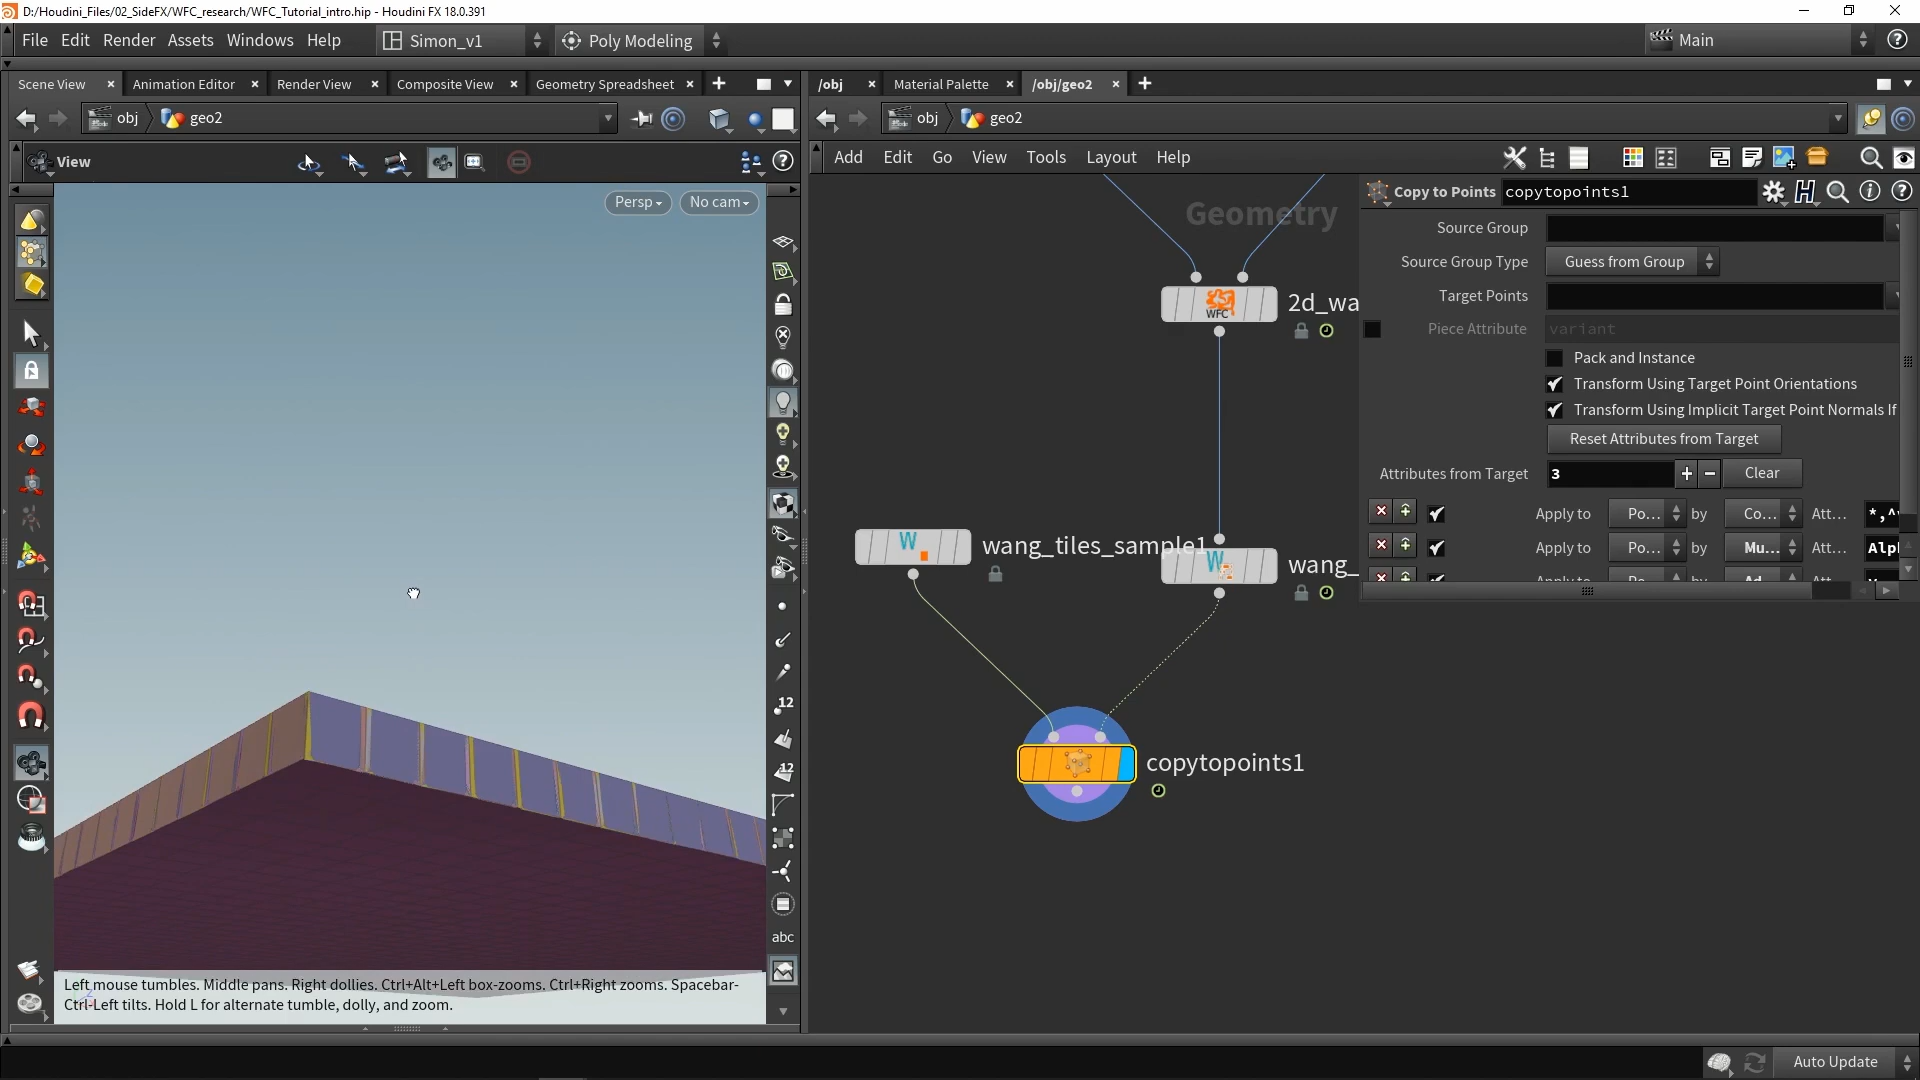 D:/Houdini_Files/02_SideFX/WFC_research/WFC_Tutorial_intro.hip - Houdini FX 18.0.391
File Edit Render Assets Windows Help Simon_v1 Poly Modeling Main
Scene View Animation Editor Render View Composite View Geometry Spreadsheet /obj Material Palette /obj/geo2
obj geo2 obj geo2
View
Add Edit Go View Tools Layout Help
Persp No cam
Geometry
Copy to Points copytopoints1
Source Group
Source Group Type Guess from Group
Target Points
Piece Attribute variant
Pack and Instance
Transform Using Target Point Orientations
Transform Using Implicit Target Point Normals If
Reset Attributes from Target
Attributes from Target 3 Clear
Apply to Po... by Co... Att... *,^
Apply to Po... by Mu... Att... Alp
WFC 2d_wa
wang_tiles_sample1
wang_
copytopoints1
12
12
abc
Left mouse tumbles. Middle pans. Right dollies. Ctrl+Alt+Left box-zooms. Ctrl+Right zooms. Spacebar-
Ctrl-Left tilts. Hold L for alternate tumble, dolly, and zoom.
Auto Update